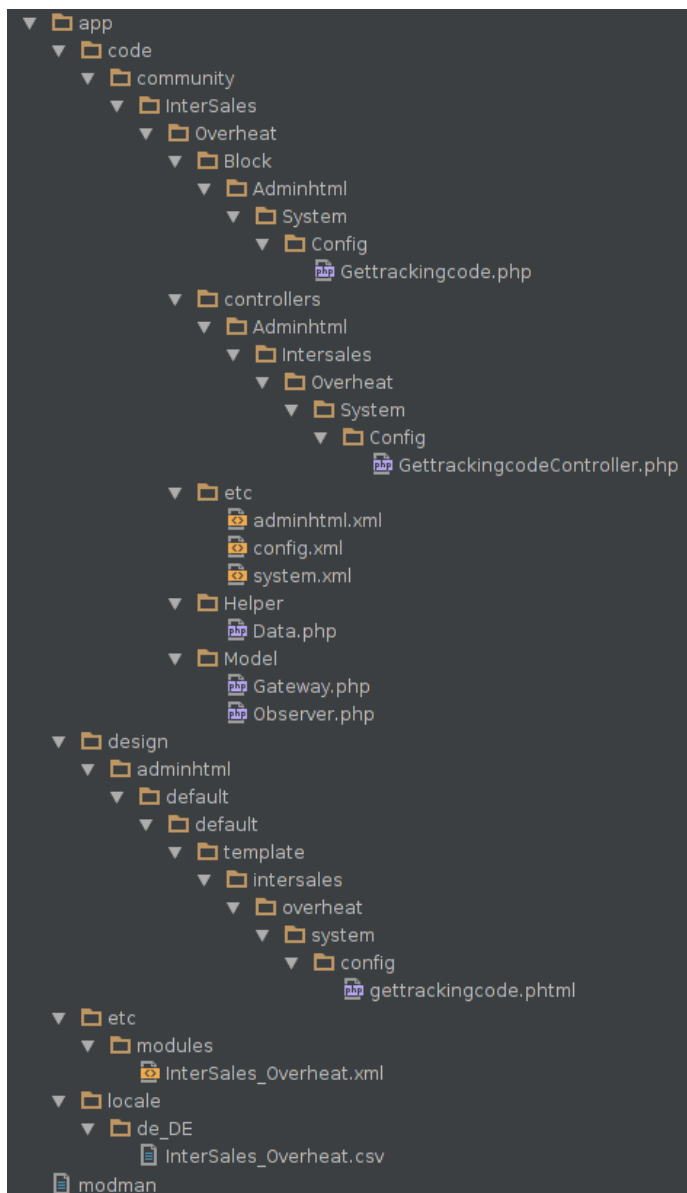 app
code
community
InterSales
Overheat
Block
Adminhtml
System
Config
Gettrackingcode.php
controllers
Adminhtml
Intersales
Overheat
System
Config
GettrackingcodeController.php
etc
adminhtml.xml
config.xml
system.xml
Helper
Data.php
Model
Gateway.php
Observer.php
design
adminhtml
default
default
template
intersales
overheat
system
config
gettrackingcode.phtml
etc
modules
InterSales_Overheat.xml
locale
de_DE
InterSales_Overheat.csv
modman